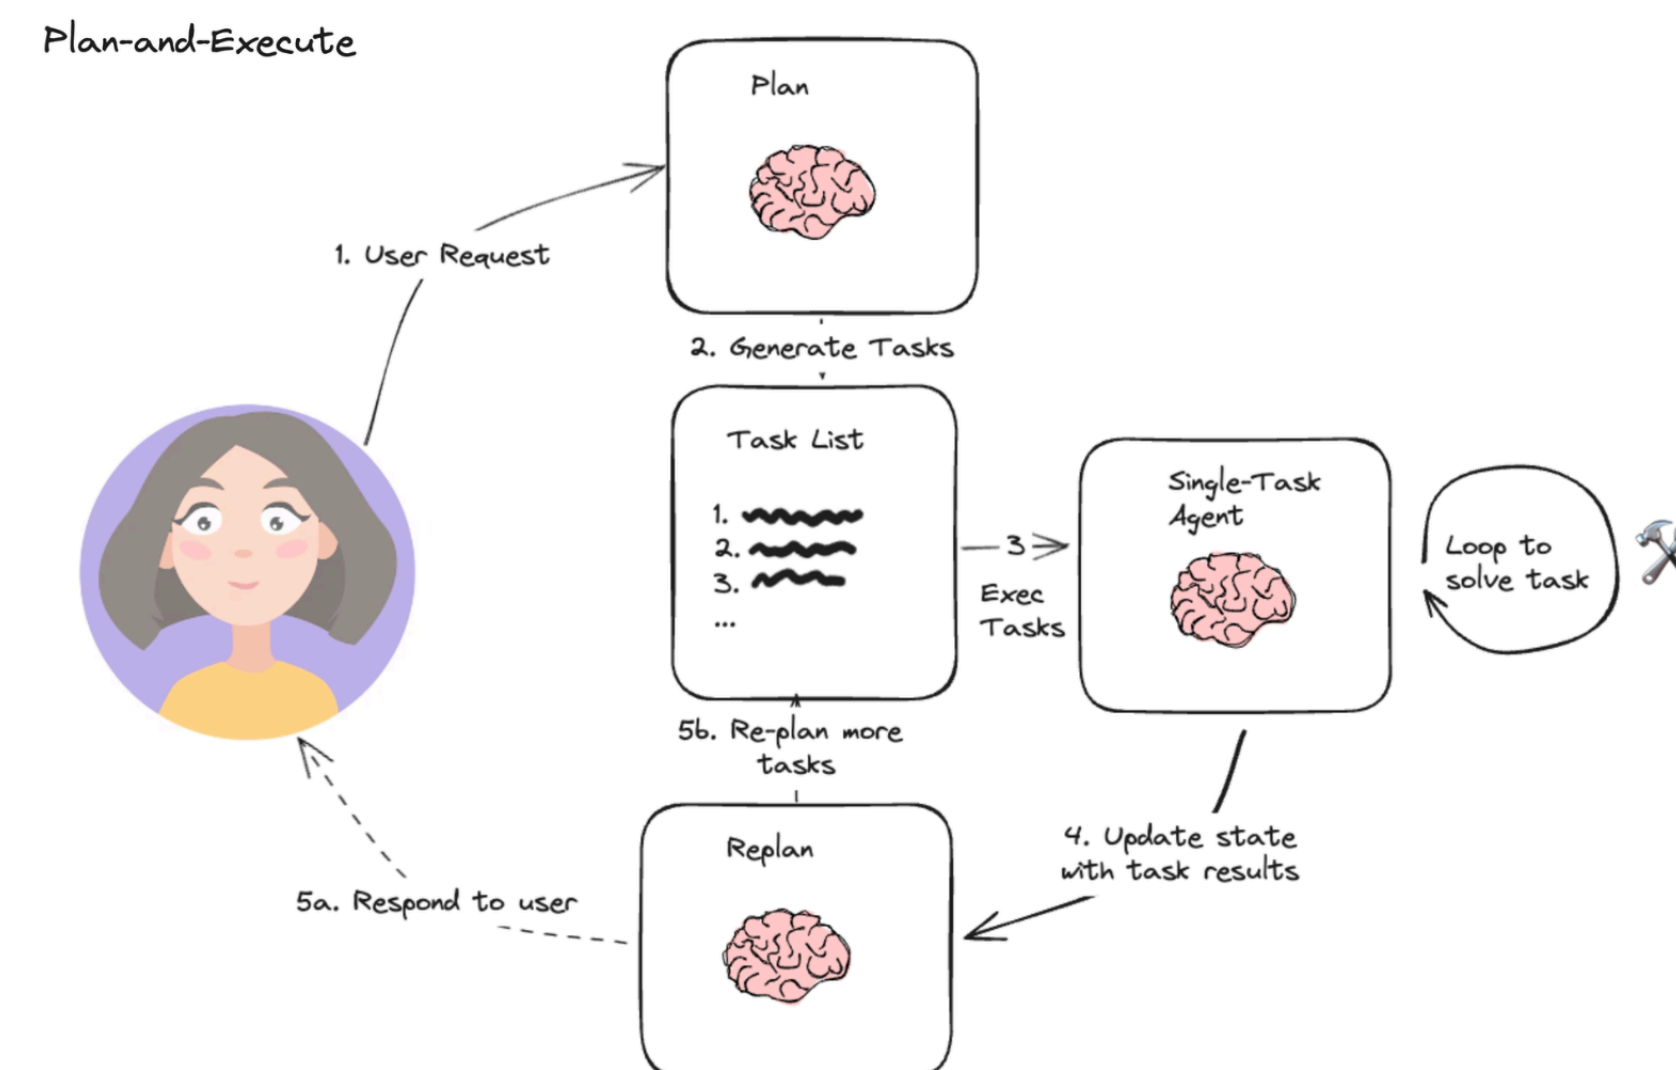 Plan-and-Execute
Plan
1. User Request
2. Generate Tasks
Task List
1.
2.
3.
...
3
Exec
Tasks
Single-Task
Agent
Loop to
solve task
5b. Re-plan more
tasks
Replan
4. Update state
with task results
5a. Respond to user